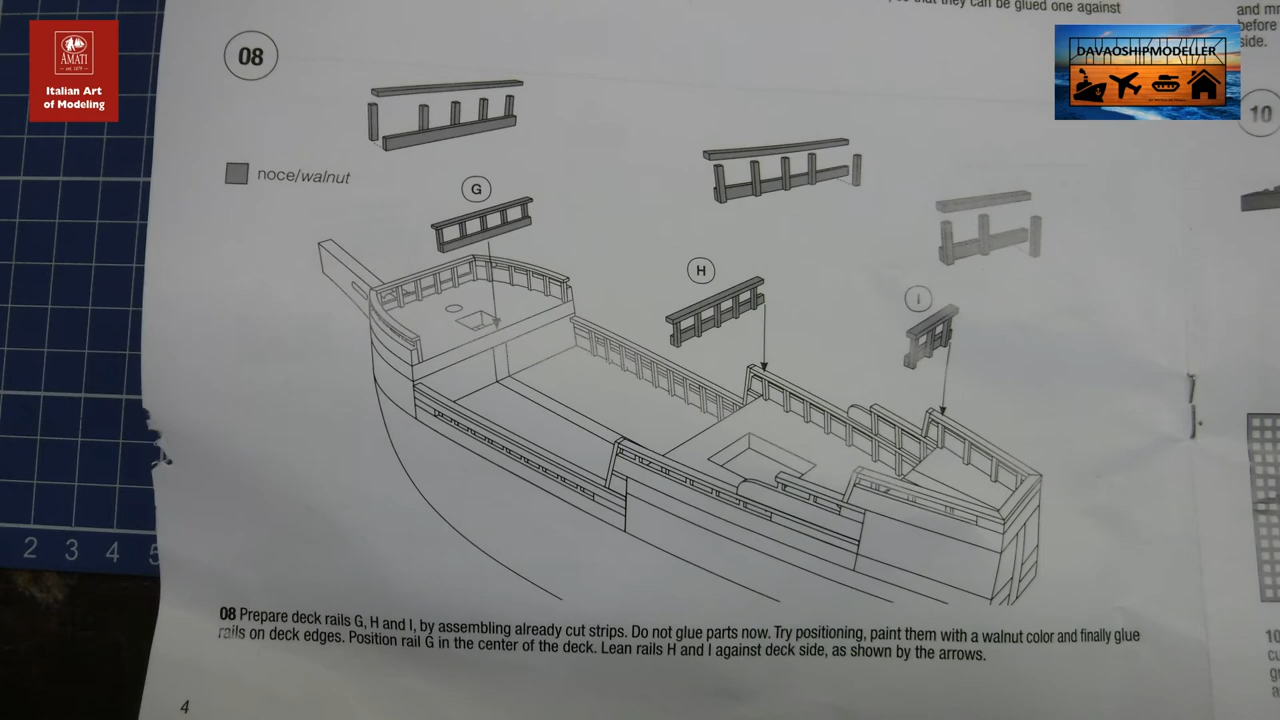 that they can be glued one against
and
before
side.
AMATI
est. 1879
Italian Art
of Modeling
DAVAOSHIPMODELLER
08
10
noce/walnut
G
H
I
2 3 4 5
08 Prepare deck rails G, H and I, by assembling already cut strips. Do not glue parts now. Try positioning, paint them with a walnut color and finally glue
rails on deck edges. Position rail G in the center of the deck. Lean rails H and I against deck side, as shown by the arrows.
4